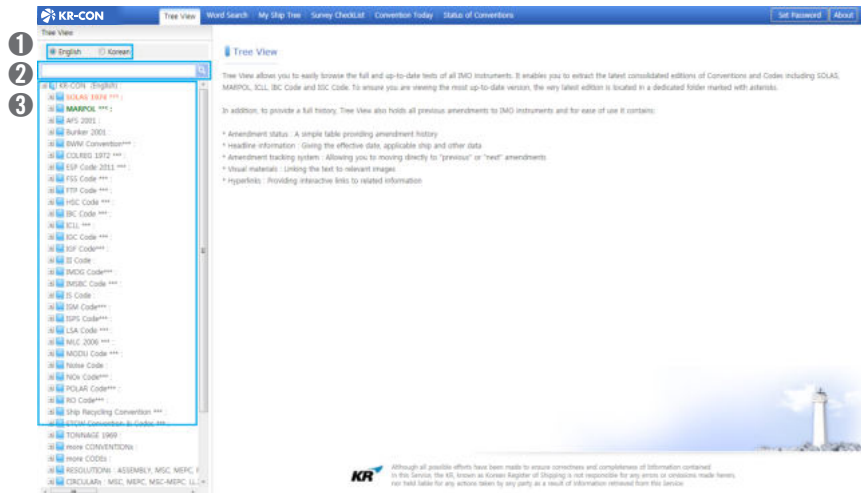 KR-CON
Tree View Word Search My Ship Tree Survey CheckList Convention Today Status of Conventions Set Password About
Tree View
1
English Korean
2
3
KR-CON (English) :
SOLAS 1974 *** :
MARPOL *** :
AFS 2001 :
Bunker 2001 :
BWM Convention*** :
COLREG 1972 *** :
ESP Code 2011 *** :
FSS Code *** :
FTP Code *** :
HSC Code *** :
IBC Code *** :
ICLL *** :
IGC Code *** :
IGF Code*** :
III Code :
IMDG Code*** :
IMSBC Code *** :
IS Code :
ISM Code*** :
ISPS Code*** :
LSA Code *** :
MLC 2006 *** :
MODU Code *** :
Noise Code :
NOx Code*** :
POLAR Code*** :
RO Code*** :
Ship Recycling Convention *** :
STCW Convention & Codes *** :
TONNAGE 1969 :
more CONVENTIONs :
more CODEs :
RESOLUTIONs : ASSEMBLY, MSC, MEPC,
CIRCULARs : MSC, MEPC, MSC-MEPC, LL,
Tree View
Tree View allows you to easily browse the full and up-to-date texts of all IMO instruments. It enables you to extract the latest consolidated editions of Conventions and Codes including SOLAS,
MARPOL, ICLL, IBC Code and ISC Code. To ensure you are viewing the most up-to-date version, the very latest edition is located in a dedicated folder marked with asterisks.
In addition, to provide a full history, Tree View also holds all previous amendments to IMO instruments and for ease of use it contains:
* Amendment status : A simple table providing amendment history
* Headline information : Giving the effective date, applicable ship and other data
* Amendment tracking system : Allowing you to moving directly to "previous" or "next" amendments
* Visual materials : Linking the text to relevant images
* Hyperlinks : Providing interactive links to related information
KR
Although all possible efforts have been made to ensure correctness and completeness of Information contained
in this Service, the KR, known as Korean Register of Shipping is not responsible for any errors or omissions made herein,
nor held liable for any actions taken by any party as a result of information retrieved from this Service.